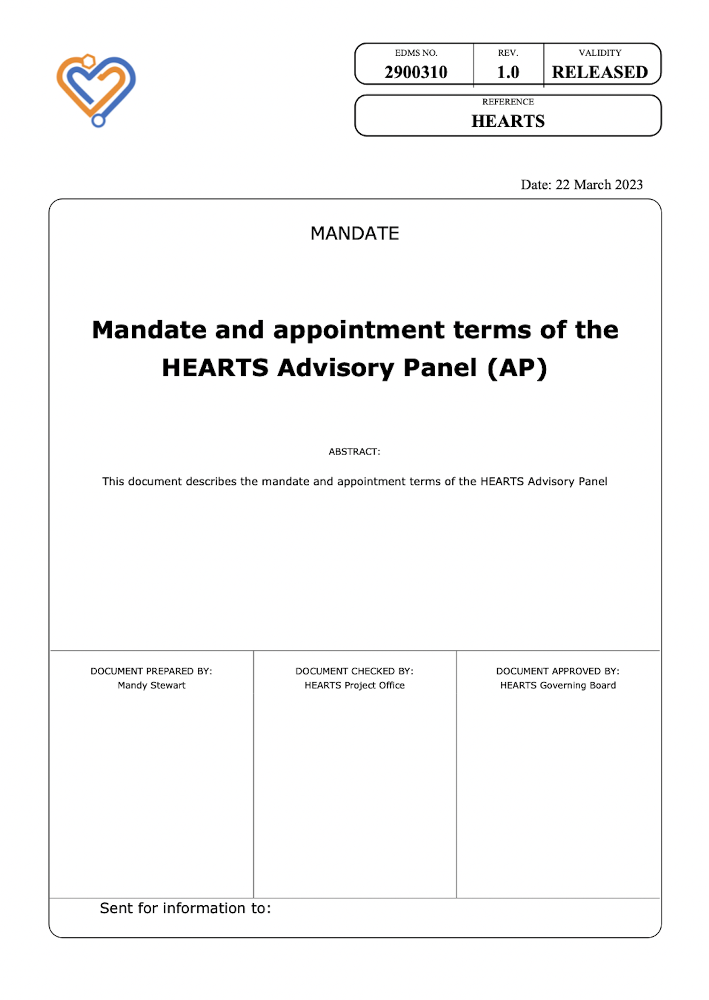 EDMS NO.
2900310
REV.
1.0
VALIDITY
RELEASED
REFERENCE
HEARTS
Date: 22 March 2023
MANDATE
Mandate and appointment terms of the
HEARTS Advisory Panel (AP)
ABSTRACT:
This document describes the mandate and appointment terms of the HEARTS Advisory Panel
DOCUMENT PREPARED BY:
Mandy Stewart
DOCUMENT CHECKED BY:
HEARTS Project Office
DOCUMENT APPROVED BY:
HEARTS Governing Board
Sent for information to: